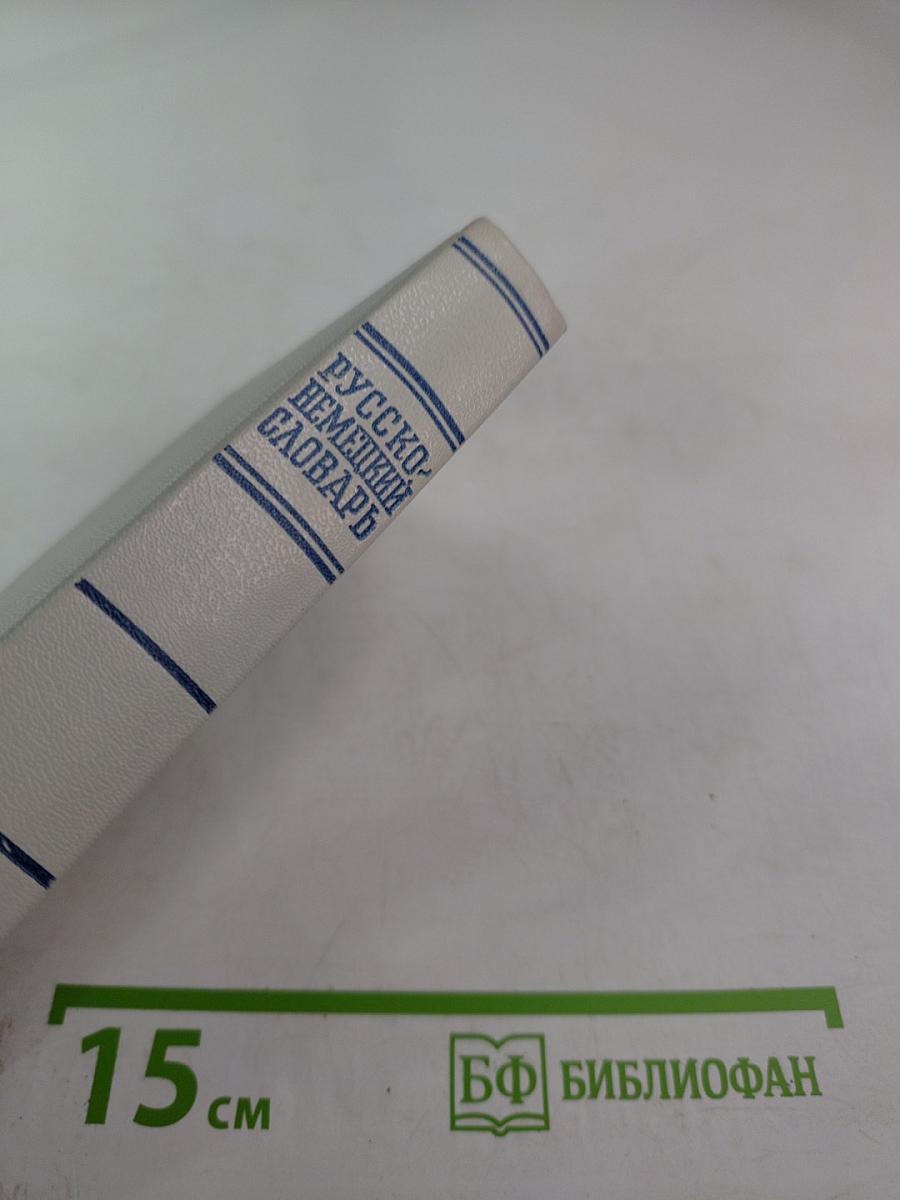 РУССКО-
НЕМЕЦКИЙ
СЛОВАРЬ
15 см
БФ БИБЛИОФАН